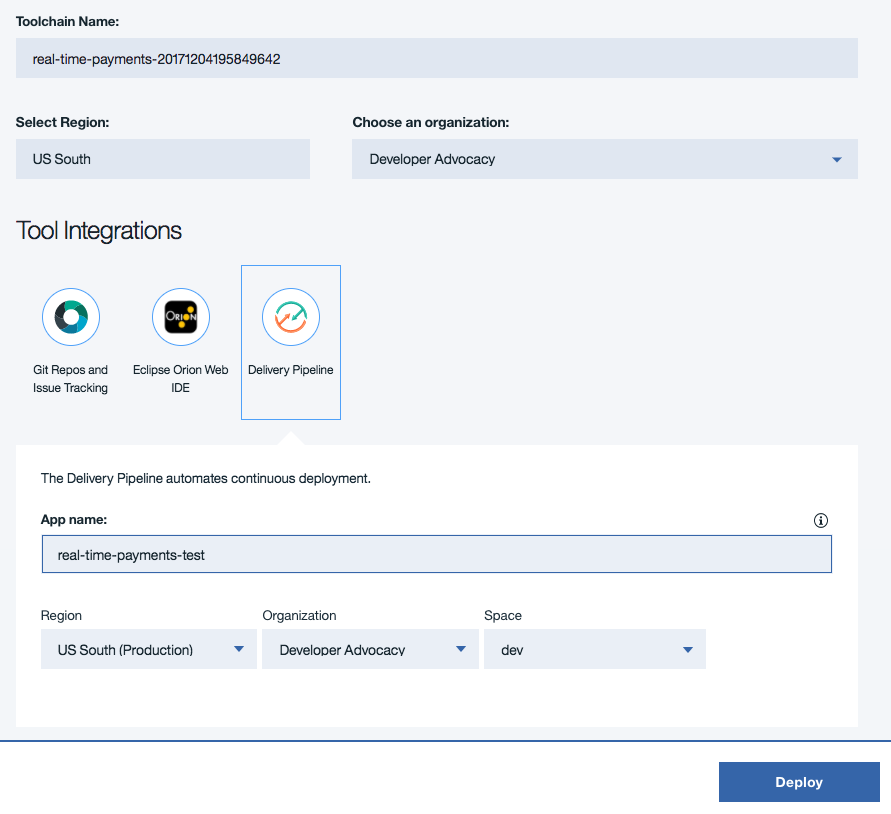 Toolchain Name:
real-time-payments-20171204195849642
Select Region:
Choose an organization:
US South
Developer Advocacy
Tool Integrations
ORION
Git Repos and
Issue Tracking
Eclipse Orion Web
IDE
Delivery Pipeline
The Delivery Pipeline automates continuous deployment.
App name:
real-time-payments-test
Region
Organization
Space
US South (Production)
Developer Advocacy
dev
Deploy